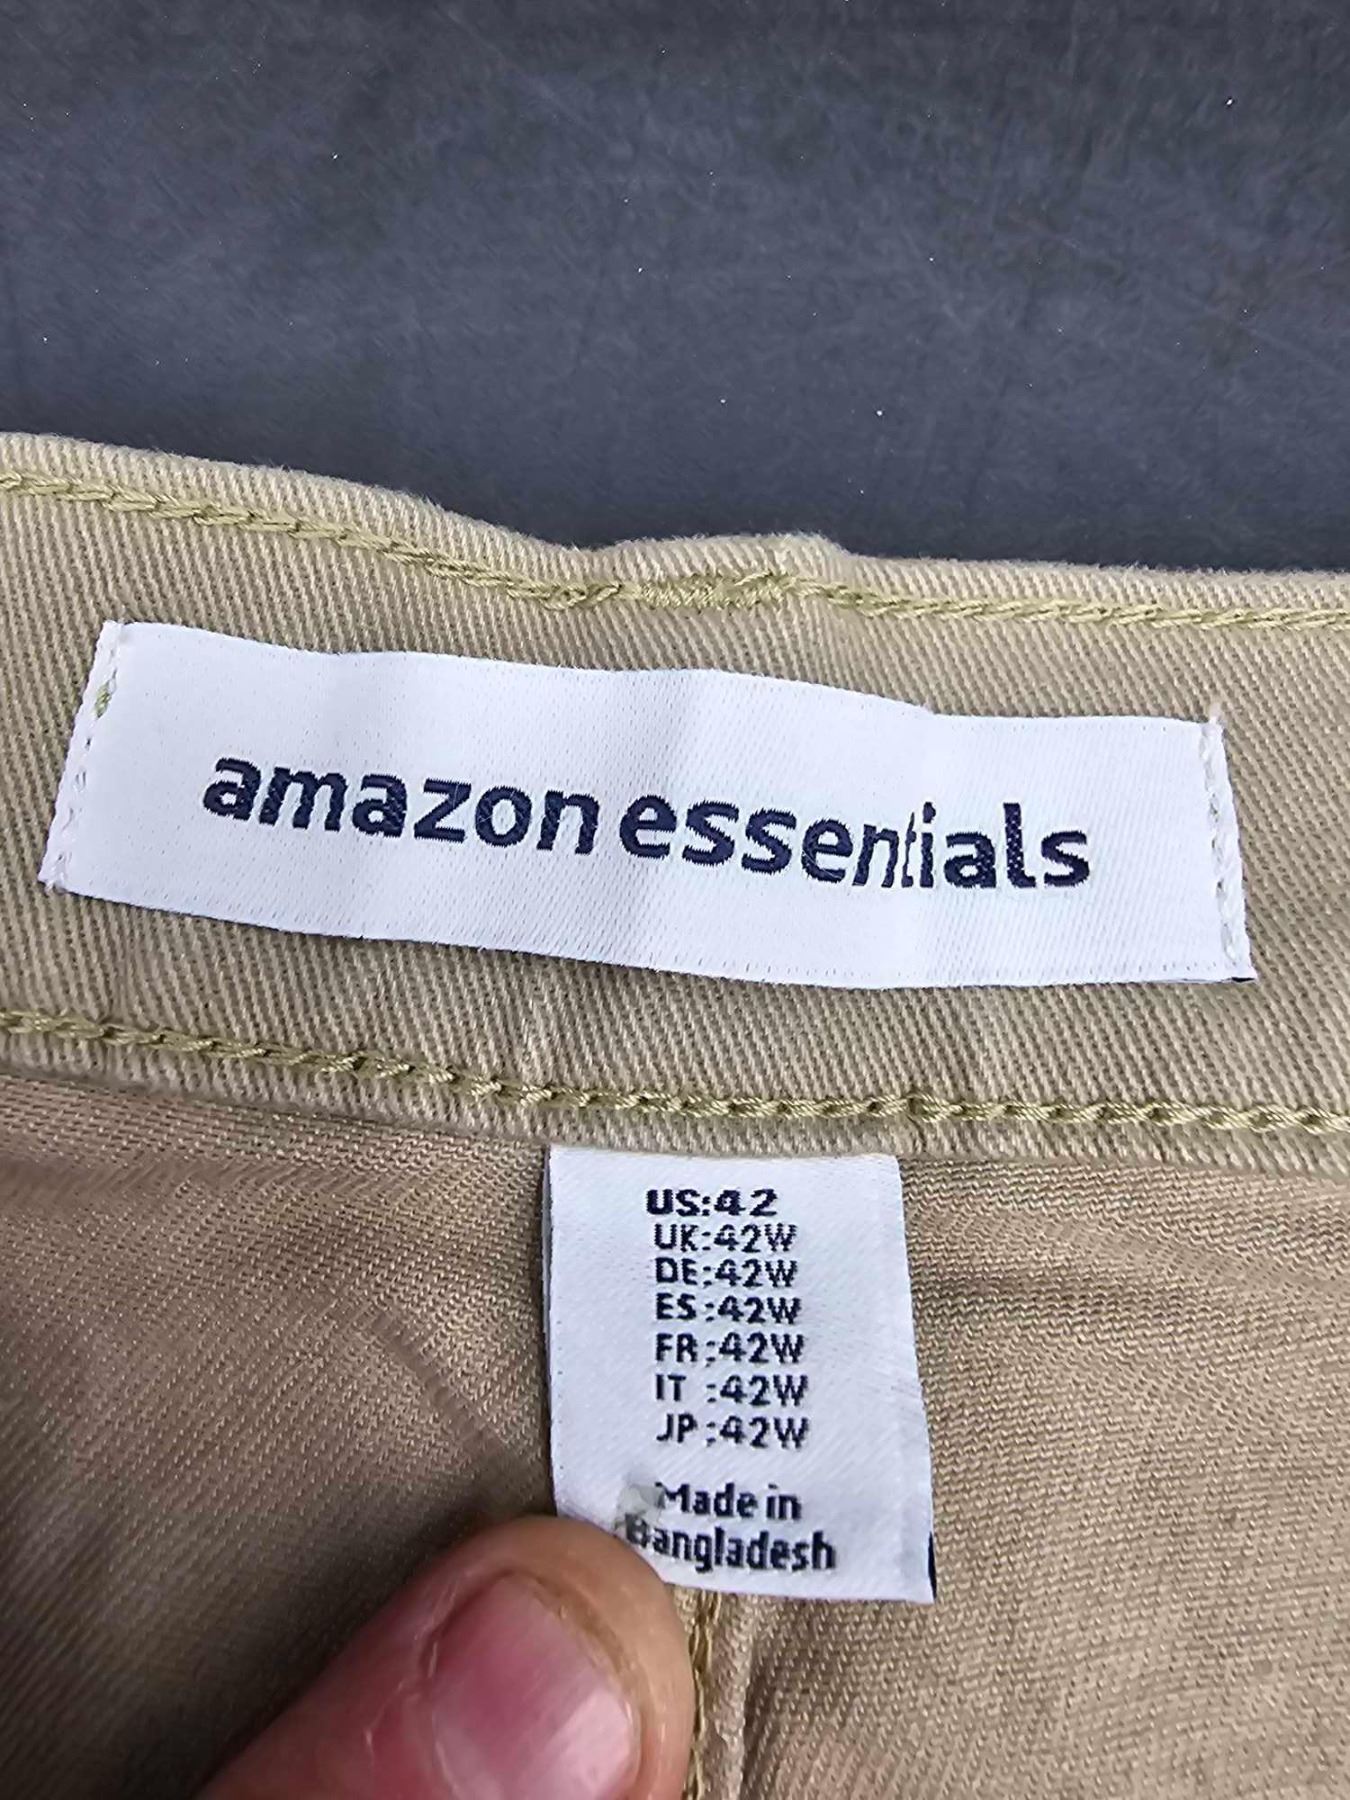 amazon essentials
US:42
UK:42W
DE:42W
ES:42W
FR:42W
IT :42W
JP:42W
Made in
Bangladesh